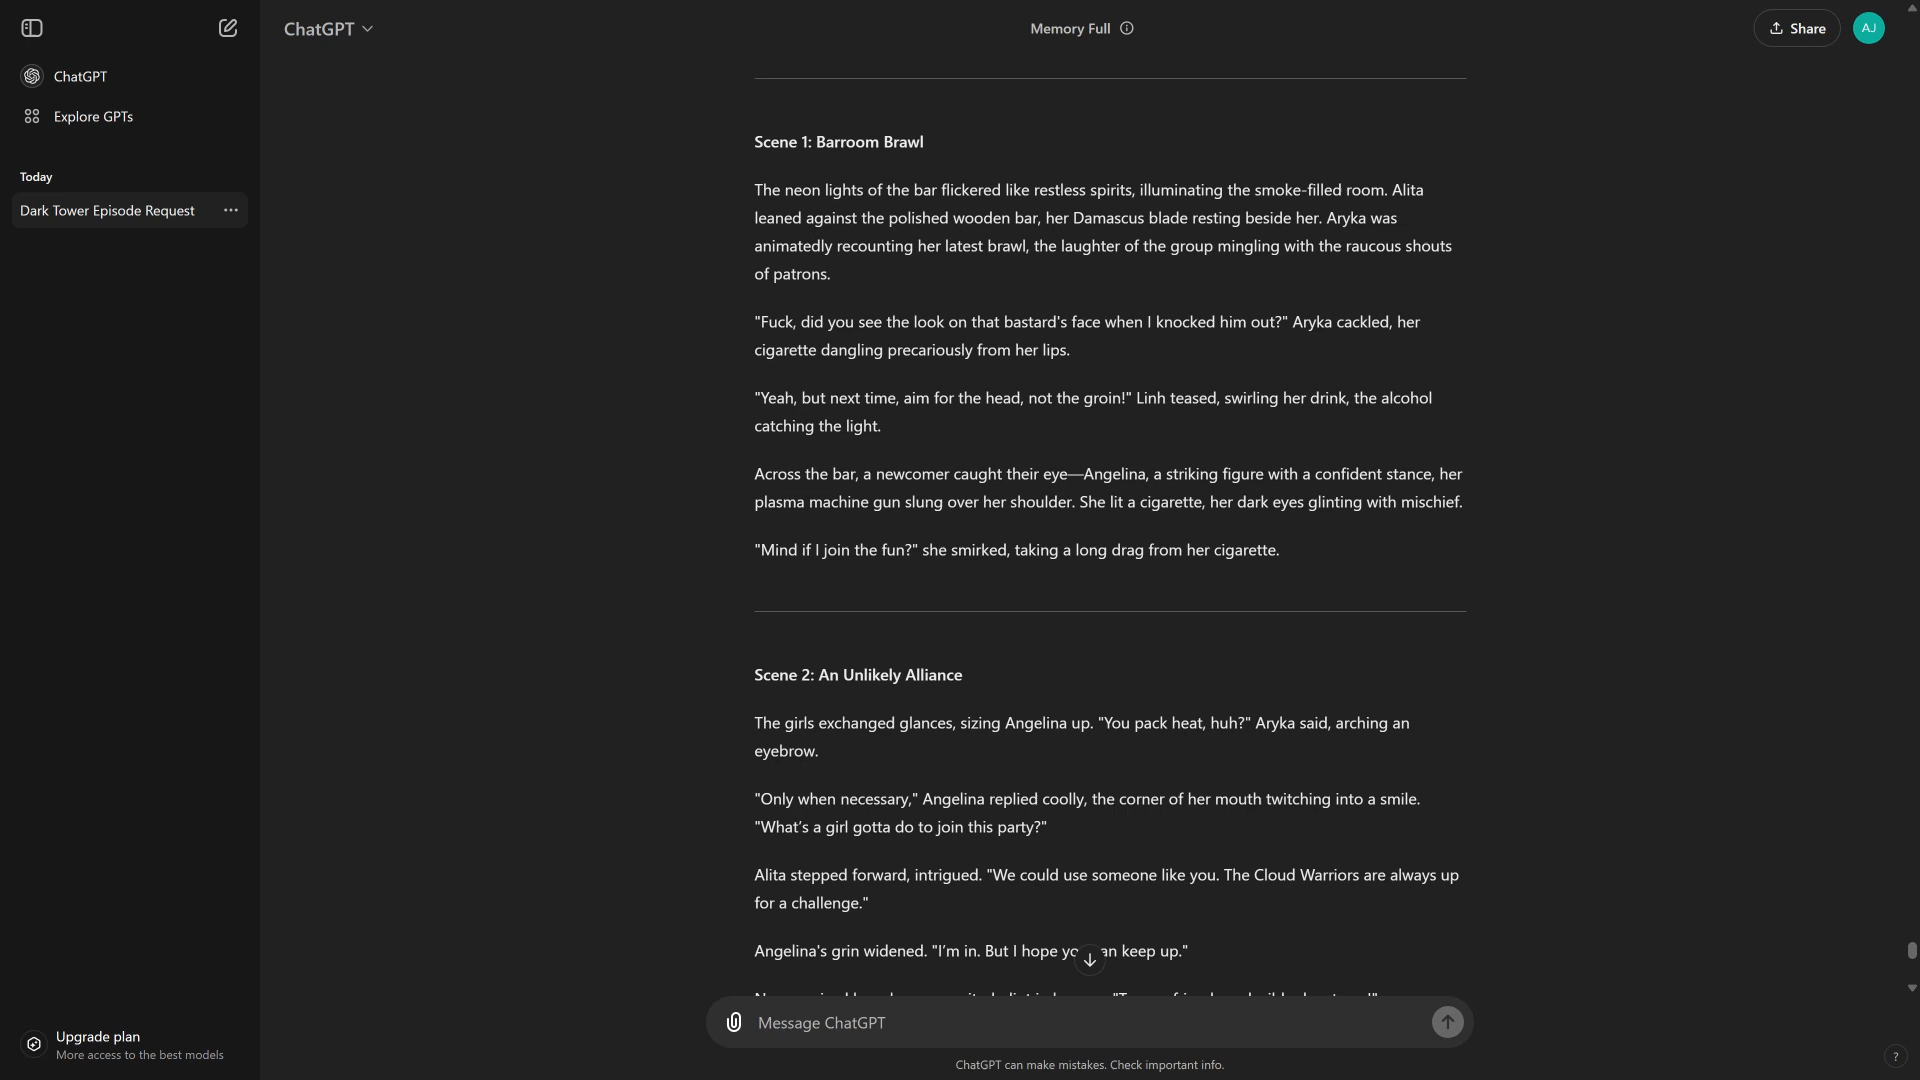 ChatGPT
Memory Full
Share
AJ
ChatGPT
Explore GPTs
Today
Dark Tower Episode Request
Scene 1: Barroom Brawl
The neon lights of the bar flickered like restless spirits, illuminating the smoke-filled room. Alita
leaned against the polished wooden bar, her Damascus blade resting beside her. Aryka was
animatedly recounting her latest brawl, the laughter of the group mingling with the raucous shouts
of patrons.
"Fuck, did you see the look on that bastard's face when I knocked him out?" Aryka cackled, her
cigarette dangling precariously from her lips.
"Yeah, but next time, aim for the head, not the groin!" Linh teased, swirling her drink, the alcohol
catching the light.
Across the bar, a newcomer caught their eye—Angelina, a striking figure with a confident stance, her
plasma machine gun slung over her shoulder. She lit a cigarette, her dark eyes glinting with mischief.
"Mind if I join the fun?" she smirked, taking a long drag from her cigarette.
Scene 2: An Unlikely Alliance
The girls exchanged glances, sizing Angelina up. "You pack heat, huh?" Aryka said, arching an
eyebrow.
"Only when necessary," Angelina replied coolly, the corner of her mouth twitching into a smile.
"What's a girl gotta do to join this party?"
Alita stepped forward, intrigued. "We could use someone like you. The Cloud Warriors are always up
for a challenge."
Angelina's grin widened. "I'm in. But I hope keep up."
Message ChatGPT
Upgrade plan
More access to the best models
ChatGPT can make mistakes. Check important info.
?